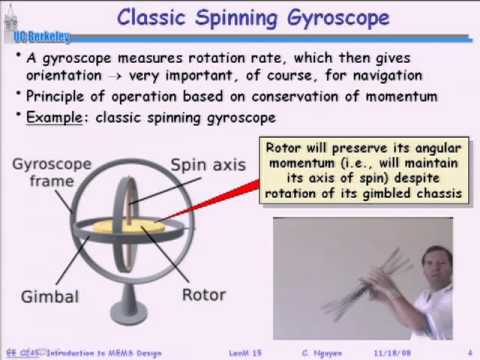 Classic Spinning Gyroscope
UC Berkeley
• A gyroscope measures rotation rate, which then gives
orientation → very important, of course, for navigation
• Principle of operation based on conservation of momentum
• Example: classic spinning gyroscope
Rotor will preserve its angular
momentum (i.e., will maintain
its axis of spin) despite
rotation of its gimbled chassis
Gyroscope
frame
Spin axis
Gimbal
Rotor
EE C245: Introduction to MEMS Design
LecM 15
C. Nguyen
11/18/08
4